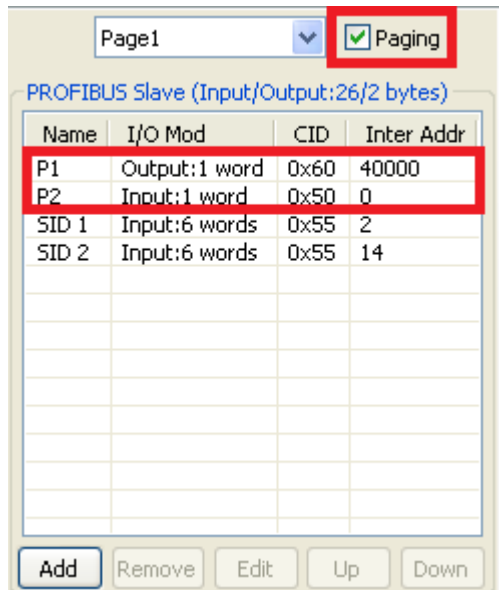 Page1 Paging
PROFIBUS Slave (Input/Output:26/2 bytes)
Name I/O Mod CID Inter Addr
P1 Output:1 word 0x60 40000
P2 Input:1 word 0x50 0
SID 1 Input:6 words 0x55 2
SID 2 Input:6 words 0x55 14
Add Remove Edit Up Down